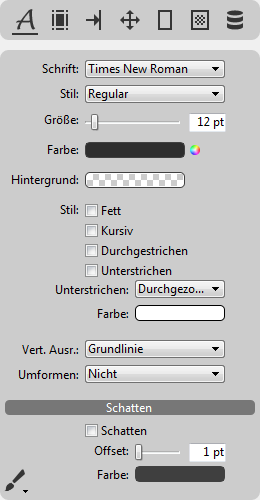 A
Schrift: Times New Roman
Stil: Regular
Größe: 12 pt
Farbe:
Hintergrund:
Stil: Fett
Kursiv
Durchgestrichen
Unterstrichen
Unterstrichen: Durchgezo...
Farbe:
Vert. Ausr.: Grundlinie
Umformen: Nicht
Schatten
Schatten
Offset: 1 pt
Farbe: